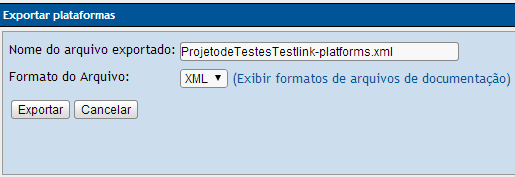 Exportar plataformas
Nome do arquivo exportado: ProjetodeTestesTestlink-platforms.xml
Formato do Arquivo: XML (Exibir formatos de arquivos de documentação)
Exportar Cancelar